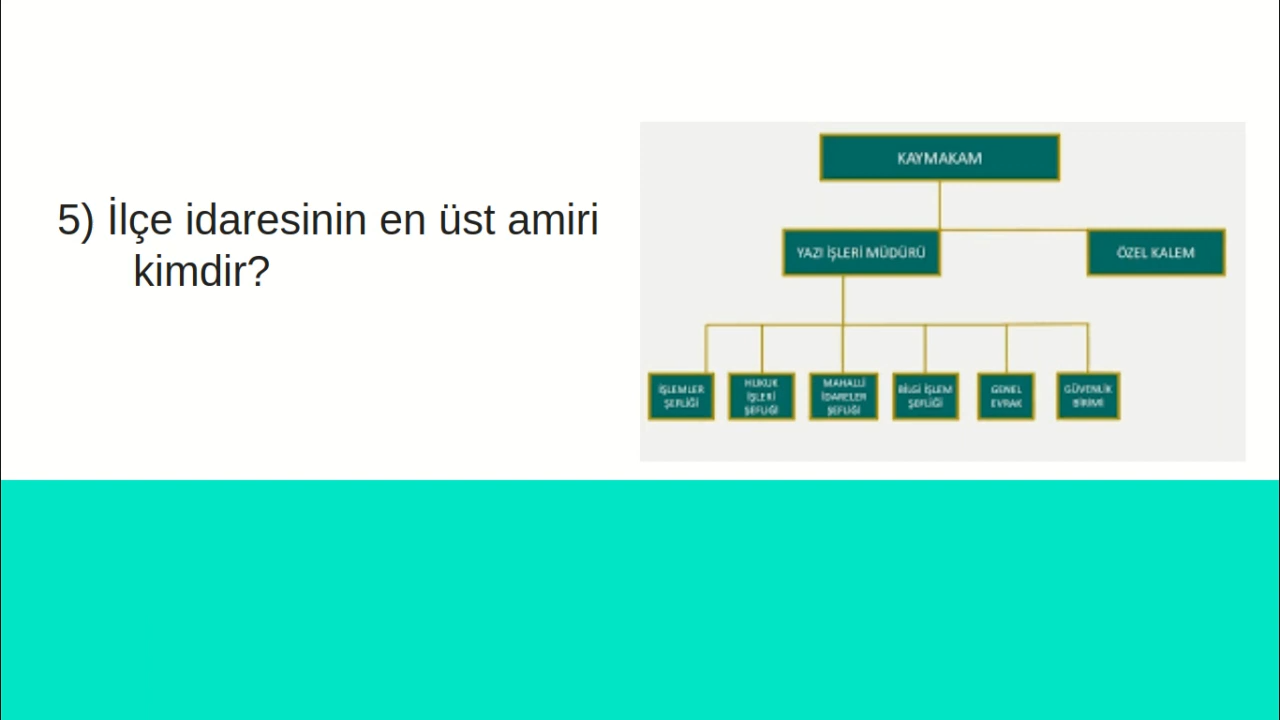 5) İlçe idaresinin en üst amiri
kimdir?
KAYMAKAM
YAZI İŞLERİ MÜDÜRÜ
ÖZEL KALEM
İŞLEMLER
ŞEFLİĞİ
HUKUK
İŞLERİ
ŞEFLİĞİ
MAHALLİ
İDARELER
ŞEFLİĞİ
BİLGİ İŞLEM
ŞEFLİĞİ
GENEL
EVRAK
GÜVENLİK
BİRİMİ